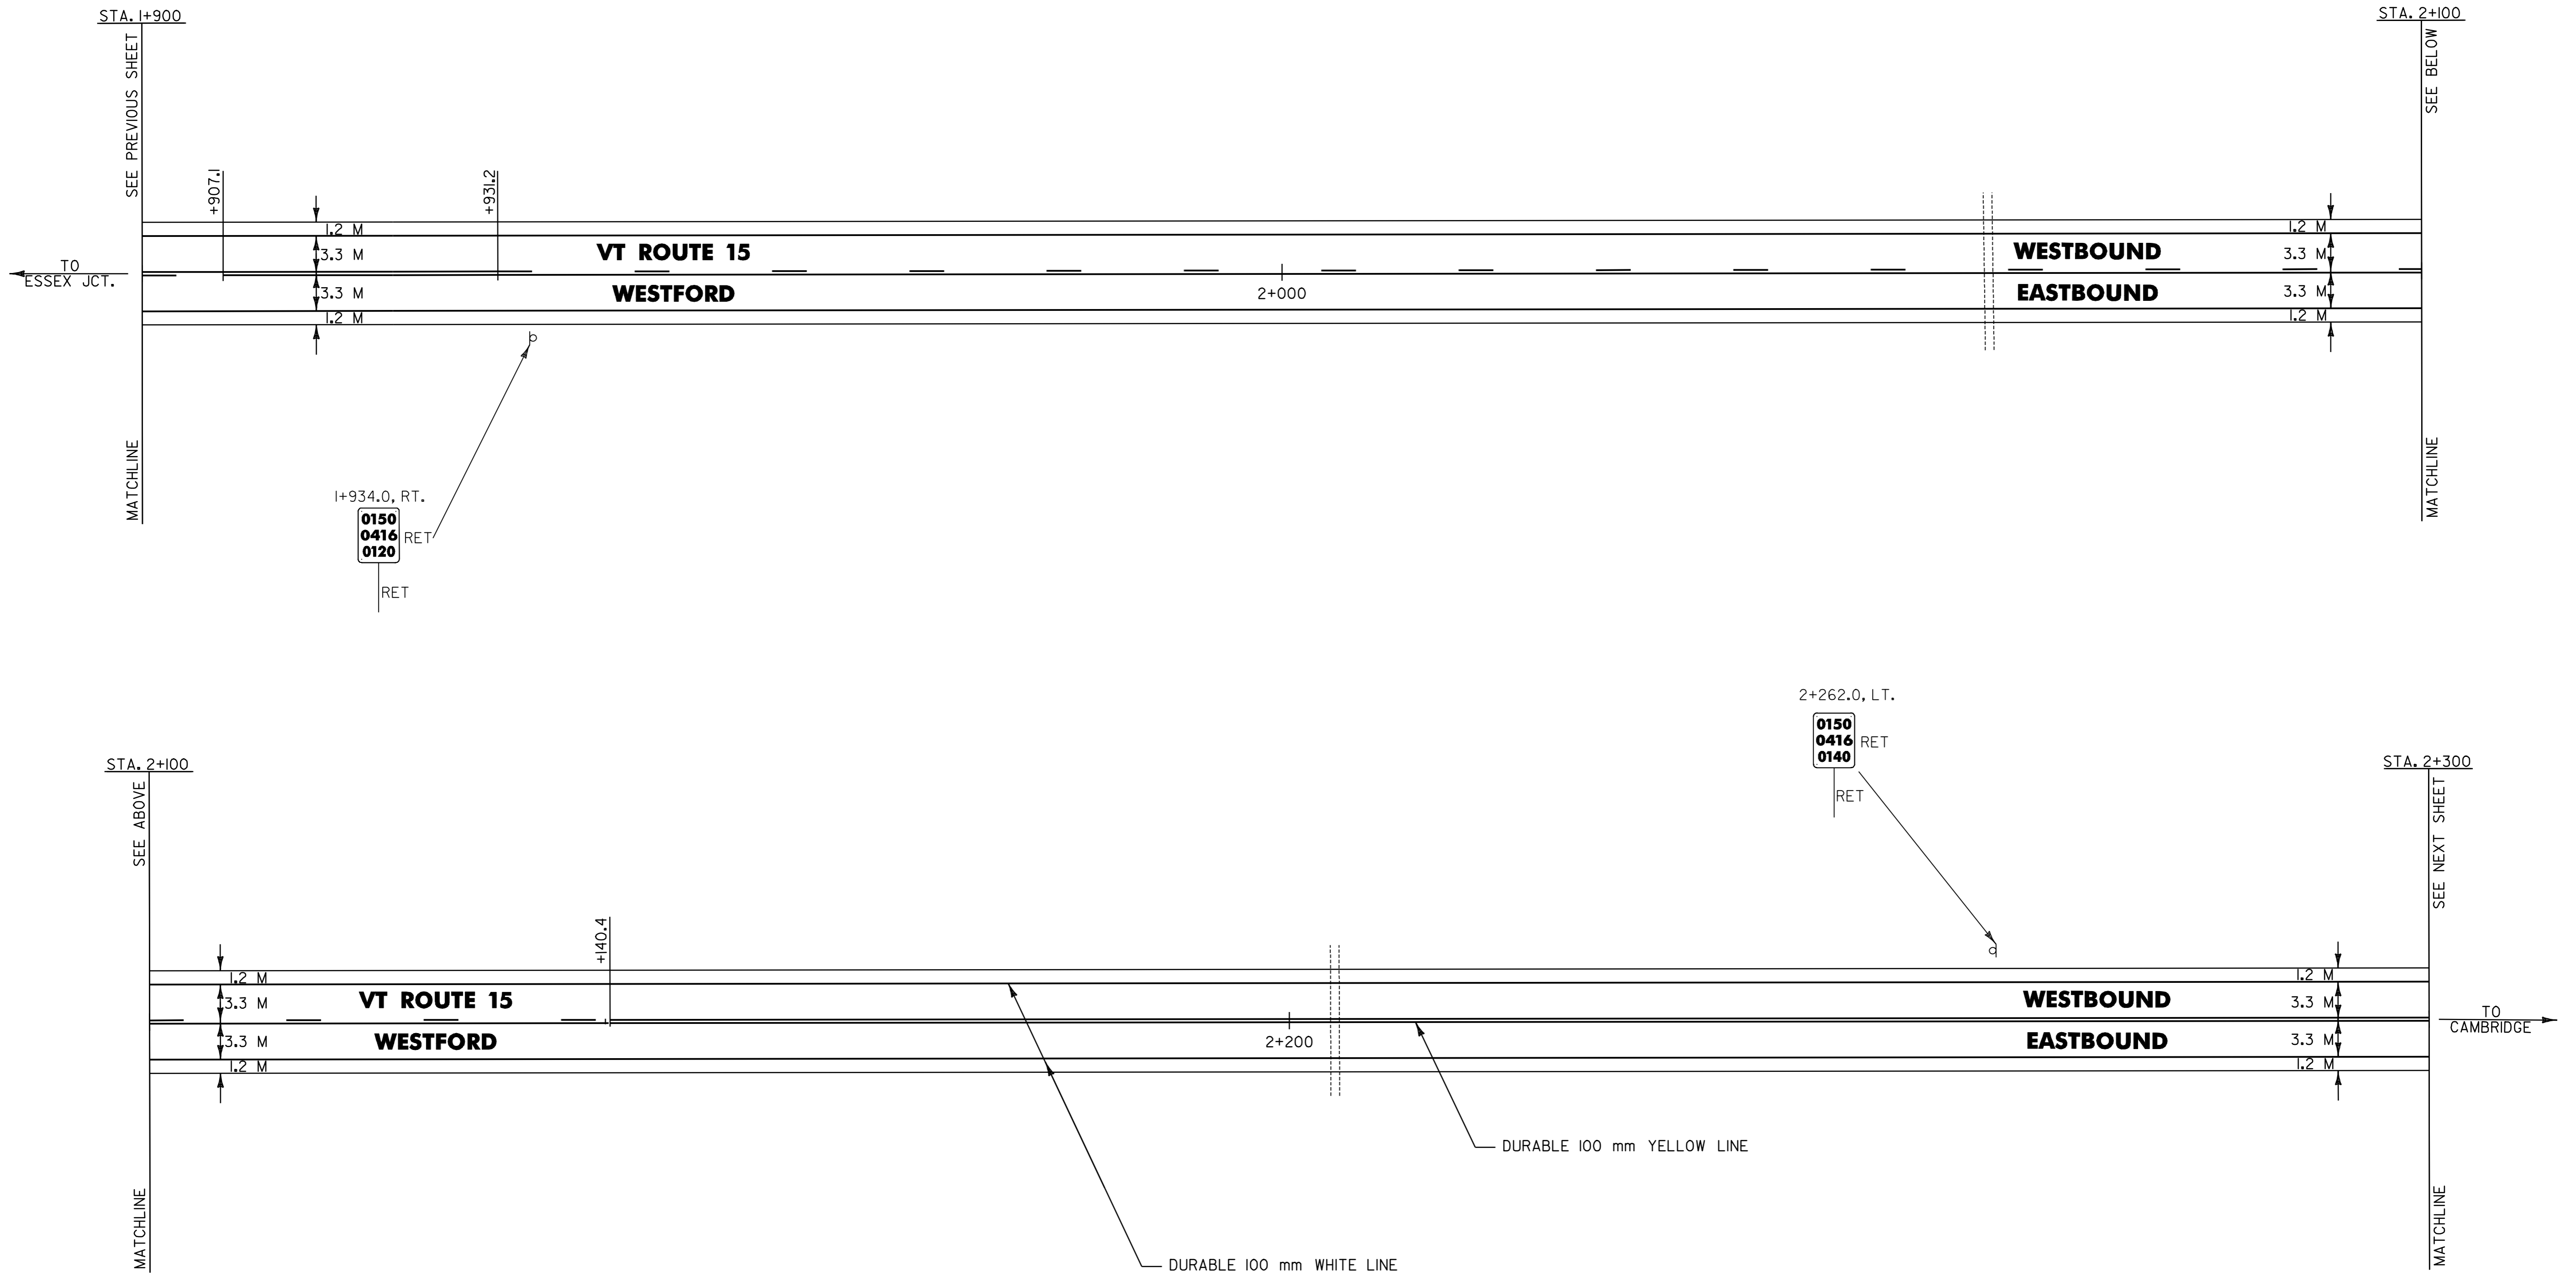 STA. 1+900
STA. 2+100
SEE PREVIOUS SHEET
SEE BELOW
+907.1
+931.2
1.2 M
1.2 M
3.3 M
VT ROUTE 15
WESTBOUND
3.3 M
TO
ESSEX JCT.
3.3 M
WESTFORD
2+000
EASTBOUND
3.3 M
1.2 M
1.2 M
MATCHLINE
MATCHLINE
1+934.0, RT.
0150
0416
0120
RET
RET
2+262.0, LT.
0150
0416
0140
RET
RET
STA. 2+100
STA. 2+300
SEE ABOVE
SEE NEXT SHEET
+140.4
1.2 M
1.2 M
3.3 M
VT ROUTE 15
WESTBOUND
3.3 M
TO
CAMBRIDGE
3.3 M
WESTFORD
2+200
EASTBOUND
3.3 M
1.2 M
1.2 M
DURABLE 100 mm YELLOW LINE
MATCHLINE
MATCHLINE
DURABLE 100 mm WHITE LINE